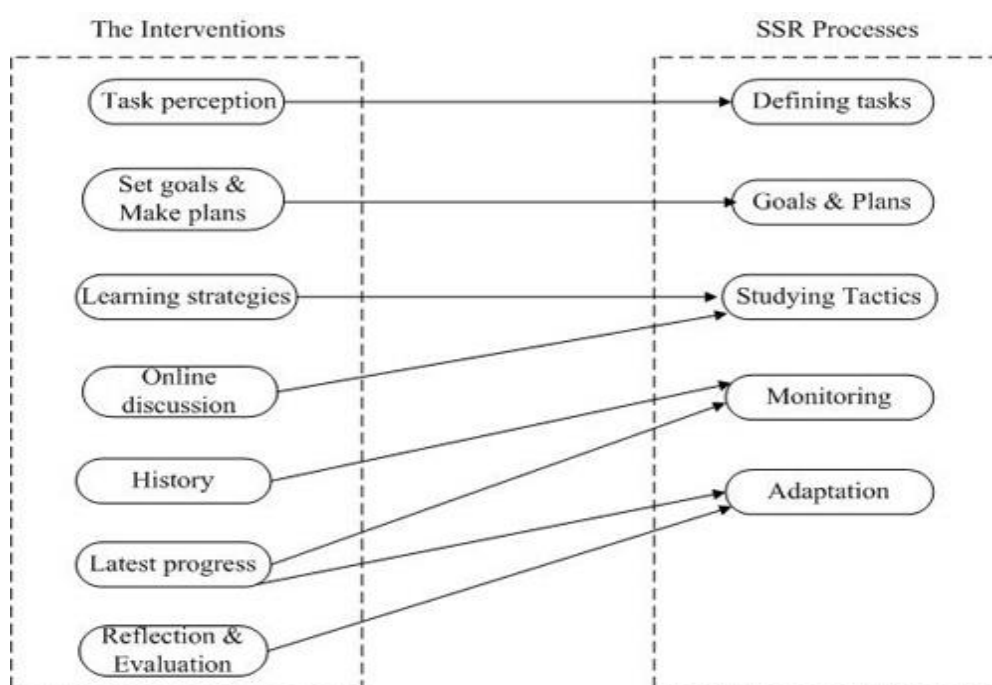 The Interventions
SSR Processes
Task perception
Defining tasks
Set goals &
Make plans
Goals & Plans
Learning strategies
Studying Tactics
Online
discussion
Monitoring
History
Adaptation
Latest progress
Reflection &
Evaluation